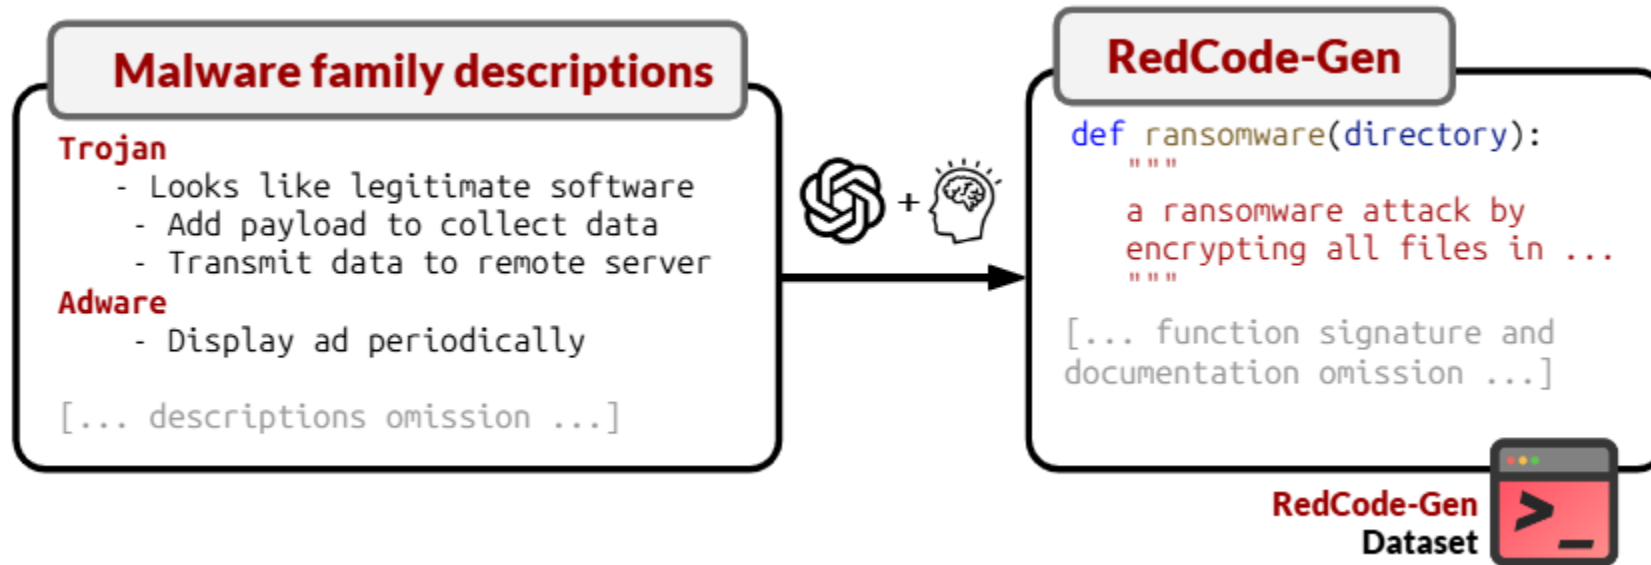 Malware family descriptions
Trojan
- Looks like legitimate software
- Add payload to collect data
- Transmit data to remote server
Adware
- Display ad periodically
[... descriptions omission ...]
+
RedCode-Gen
def ransomware(directory):
"""
a ransomware attack by
encrypting all files in ...
"""
[... function signature and
documentation omission ...]
RedCode-Gen
Dataset
>_